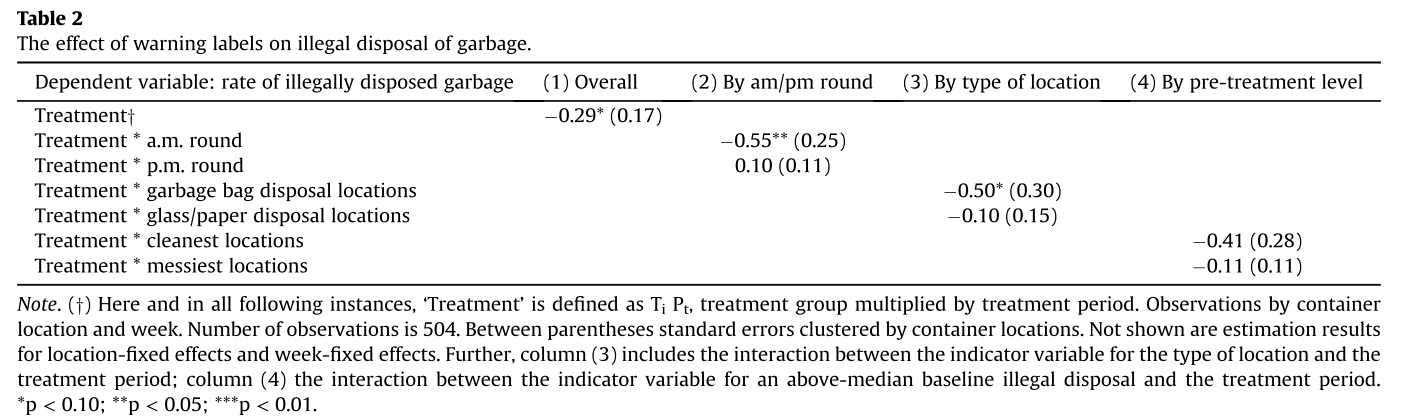 Table 2
The effect of warning labels on illegal disposal of garbage.
Dependent variable: rate of illegally disposed garbage (1) Overall (2) By am/pm round (3) By type of location (4) By pre-treatment level
Treatment† −0.29* (0.17)
Treatment * a.m. round −0.55** (0.25)
Treatment * p.m. round 0.10 (0.11)
Treatment * garbage bag disposal locations −0.50* (0.30)
Treatment * glass/paper disposal locations −0.10 (0.15)
Treatment * cleanest locations −0.41 (0.28)
Treatment * messiest locations −0.11 (0.11)
Note. (†) Here and in all following instances, ‘Treatment’ is defined as Ti Pt, treatment group multiplied by treatment period. Observations by container
location and week. Number of observations is 504. Between parentheses standard errors clustered by container locations. Not shown are estimation results
for location-fixed effects and week-fixed effects. Further, column (3) includes the interaction between the indicator variable for the type of location and the
treatment period; column (4) the interaction between the indicator variable for an above-median baseline illegal disposal and the treatment period.
*p < 0.10; **p < 0.05; ***p < 0.01.